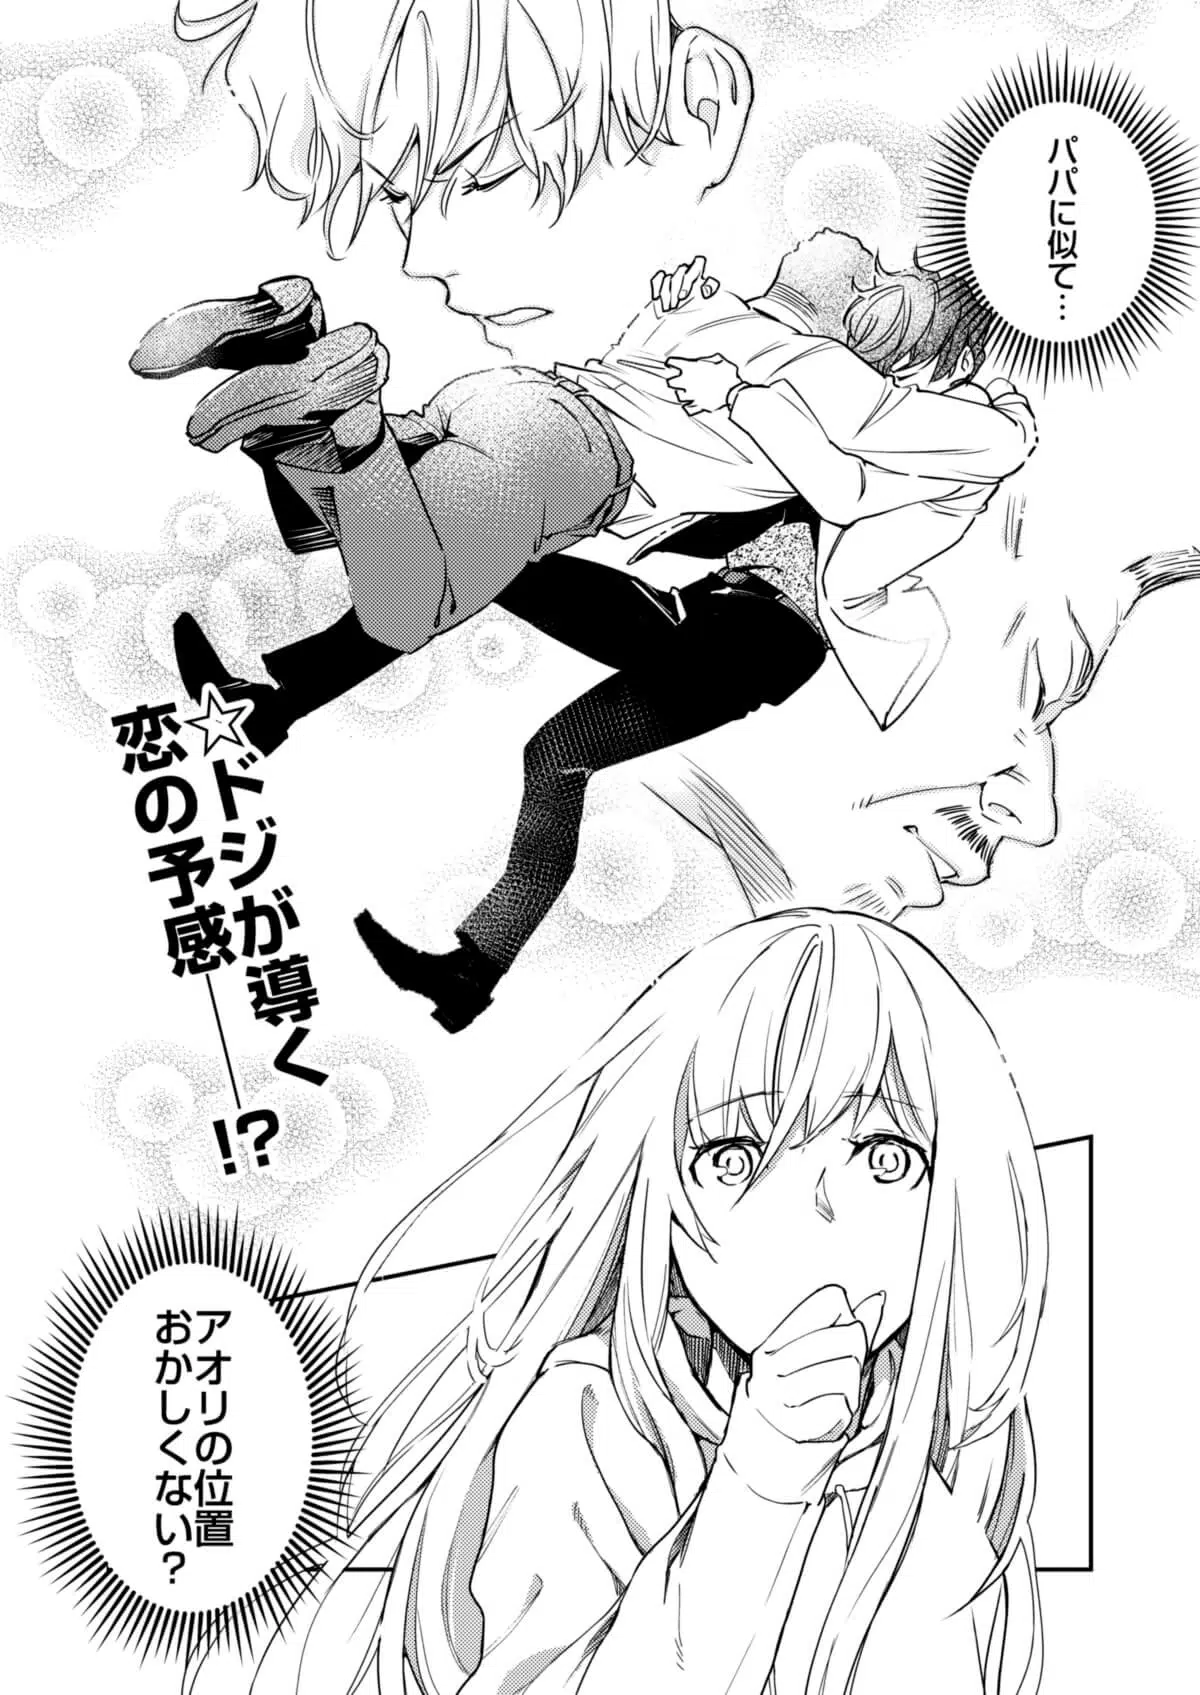 パパに似て…
☆ドジが導く
恋の予感――!?
アオリの位置
おかしくない?